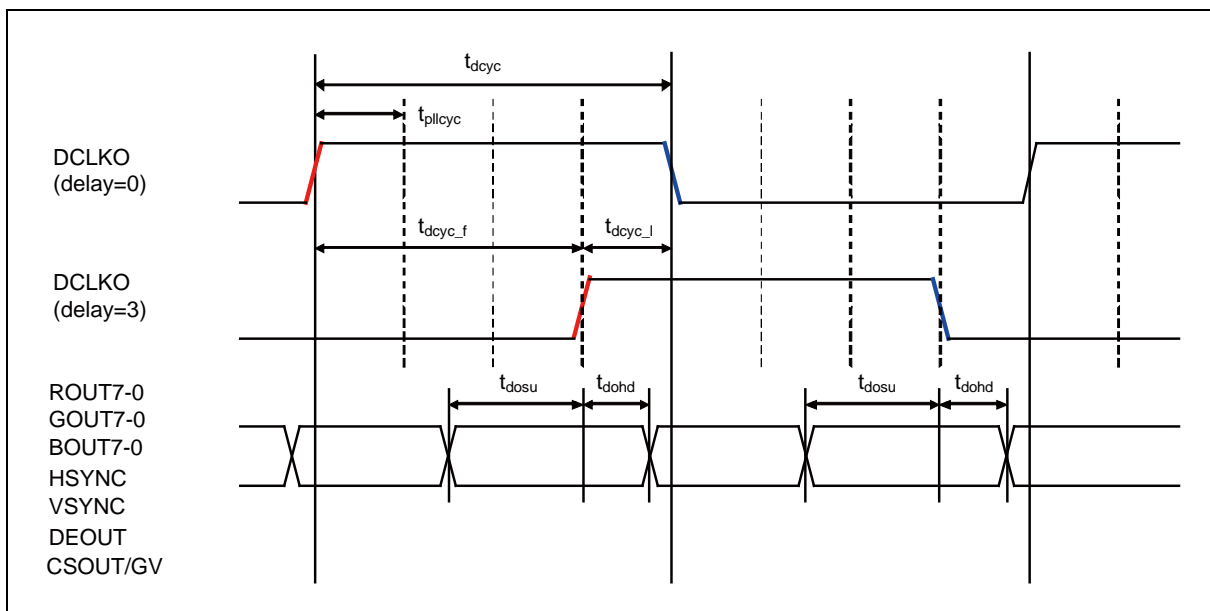 tdcyc
tpllcyc
DCLKO
(delay=0)
tdcyc_f
tdcyc_l
DCLKO
(delay=3)
tdosu
tdohd
tdosu
tdohd
ROUT7-0
GOUT7-0
BOUT7-0
HSYNC
VSYNC
DEOUT
CSOUT/GV